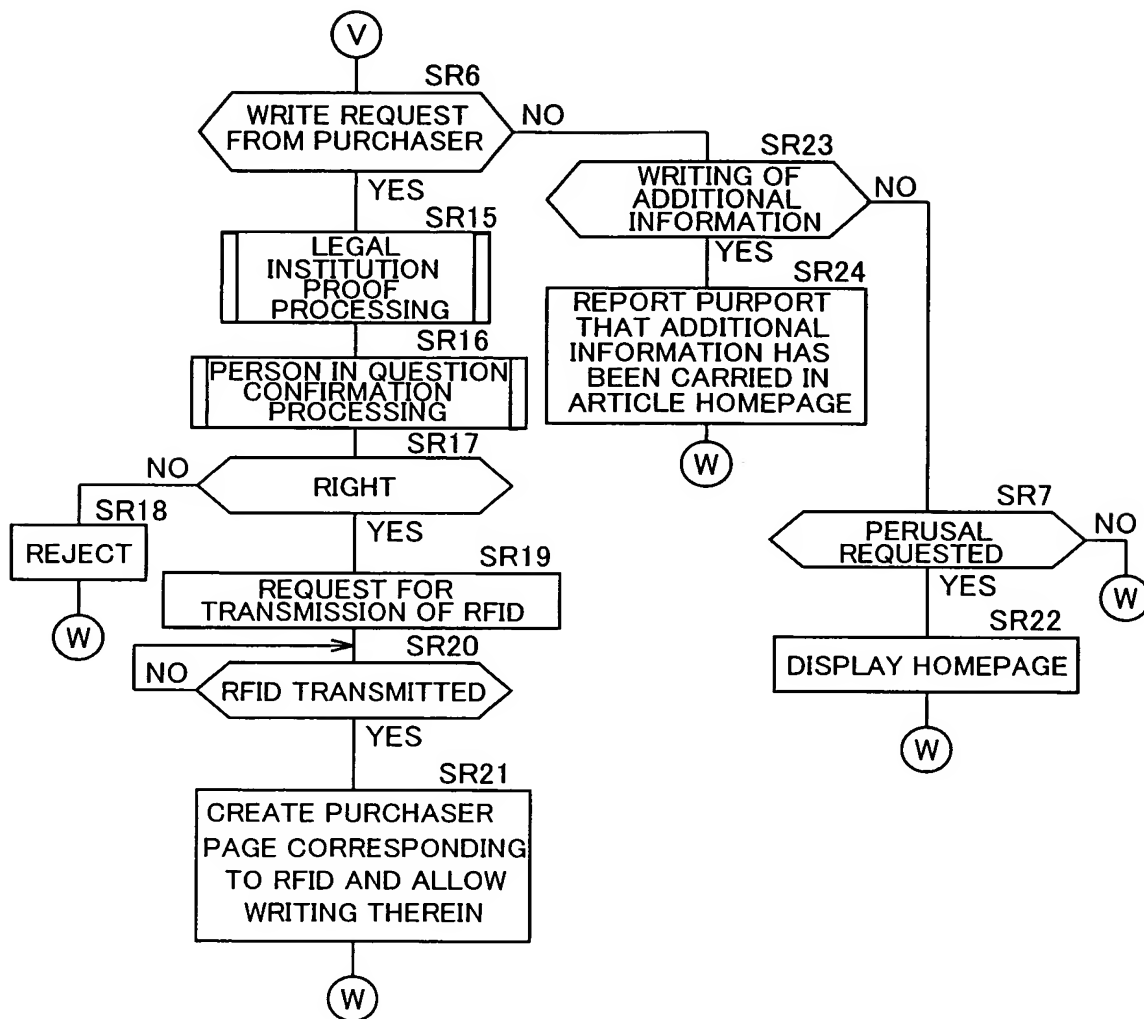 V
SR6
WRITE REQUEST
FROM PURCHASER
NO
YES
SR15
LEGAL
INSTITUTION
PROOF
PROCESSING
SR16
PERSON IN QUESTION
CONFIRMATION
PROCESSING
SR17
RIGHT
NO
YES
SR18
REJECT
W
SR19
REQUEST FOR
TRANSMISSION OF RFID
SR20
RFID TRANSMITTED
NO
YES
SR21
CREATE PURCHASER
PAGE CORRESPONDING
TO RFID AND ALLOW
WRITING THEREIN
W
SR23
WRITING OF
ADDITIONAL
INFORMATION
NO
YES
SR24
REPORT PURPORT
THAT ADDITIONAL
INFORMATION HAS
BEEN CARRIED IN
ARTICLE HOMEPAGE
W
SR7
PERUSAL
REQUESTED
NO
W
YES
SR22
DISPLAY HOMEPAGE
W